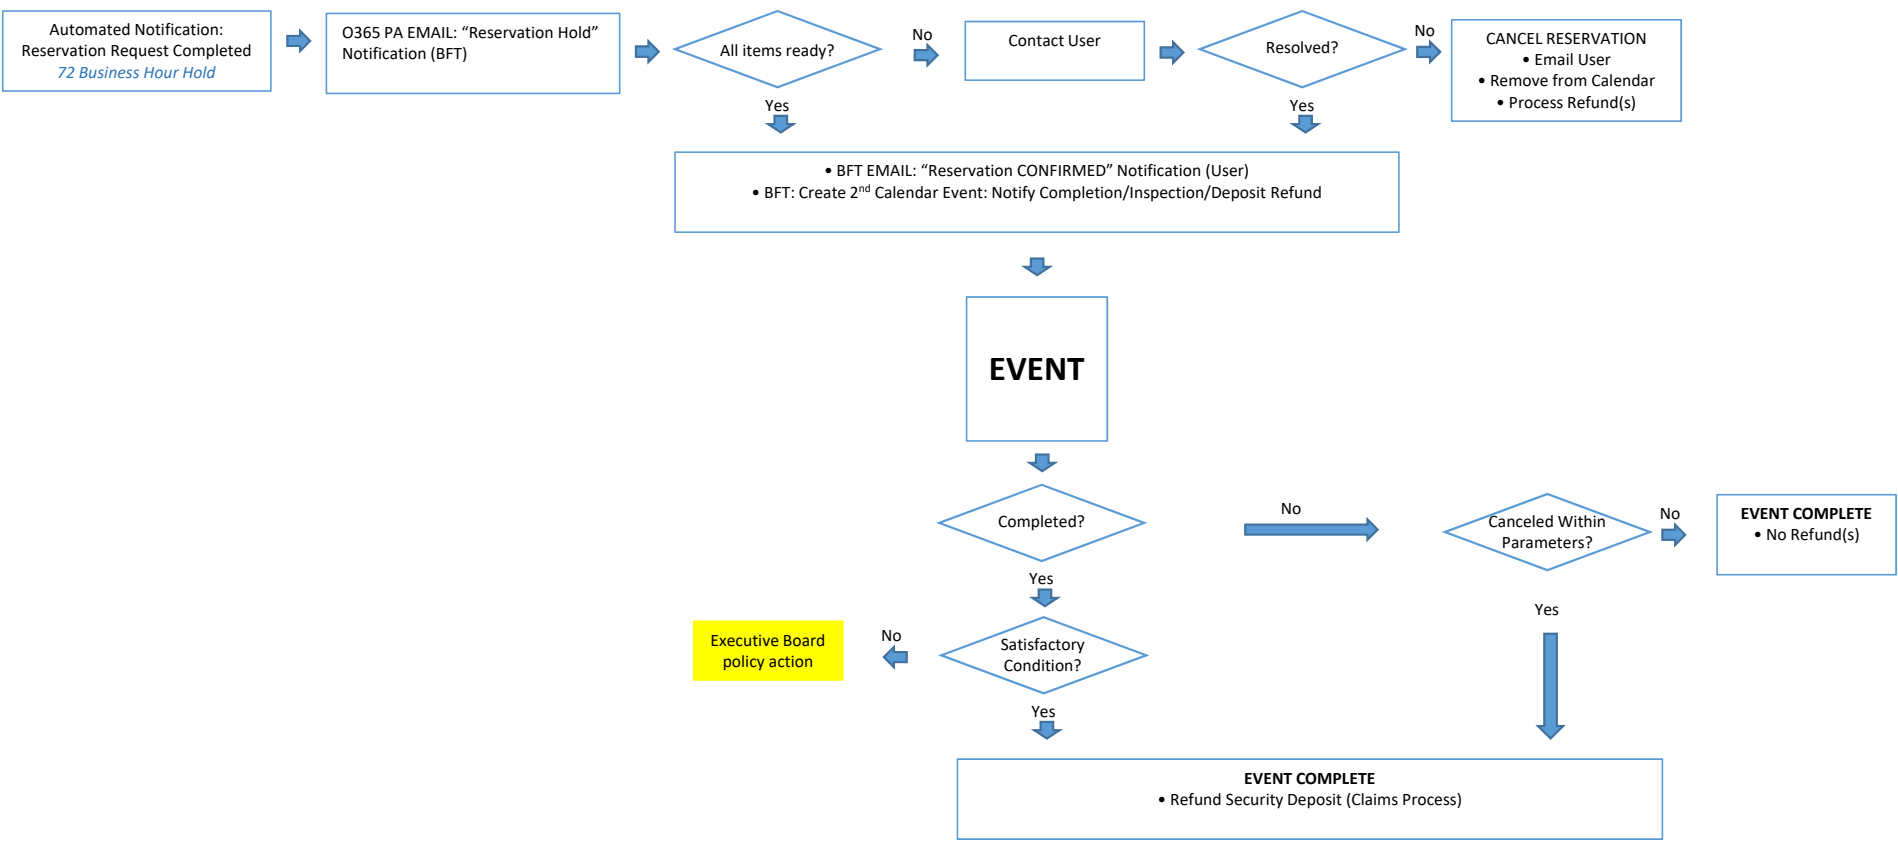 Automated Notification:
Reservation Request Completed
72 Business Hour Hold
O365 PA EMAIL: “Reservation Hold”
Notification (BFT)
All items ready?
No
Contact User
Resolved?
No
CANCEL RESERVATION
• Email User
• Remove from Calendar
• Process Refund(s)
Yes
Yes
• BFT EMAIL: “Reservation CONFIRMED” Notification (User)
• BFT: Create 2nd Calendar Event: Notify Completion/Inspection/Deposit Refund
EVENT
Completed?
No
Canceled Within
Parameters?
No
EVENT COMPLETE
• No Refund(s)
Yes
Yes
Executive Board
policy action
No
Satisfactory
Condition?
Yes
EVENT COMPLETE
• Refund Security Deposit (Claims Process)